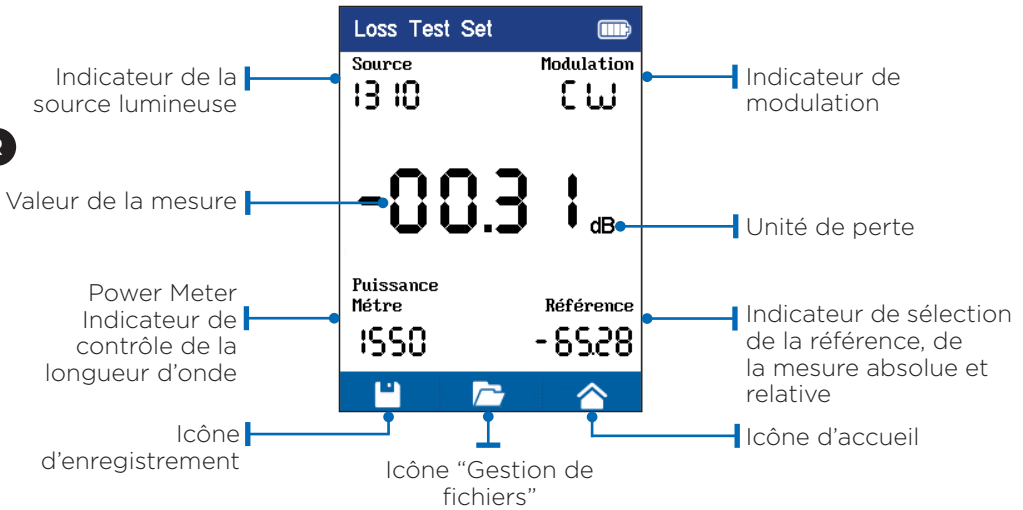 Loss Test Set
Source
Modulation
1310
CW
-00.31
dB
Puissance
Métre
Référence
1550
-65.28
Indicateur de la
source lumineuse
Valeur de la mesure
Power Meter
Indicateur de
contrôle de la
longueur d'onde
Icône
d'enregistrement
Icône “Gestion de
fichiers”
Indicateur de
modulation
Unité de perte
Indicateur de sélection
de la référence, de
la mesure absolue et
relative
Icône d'accueil